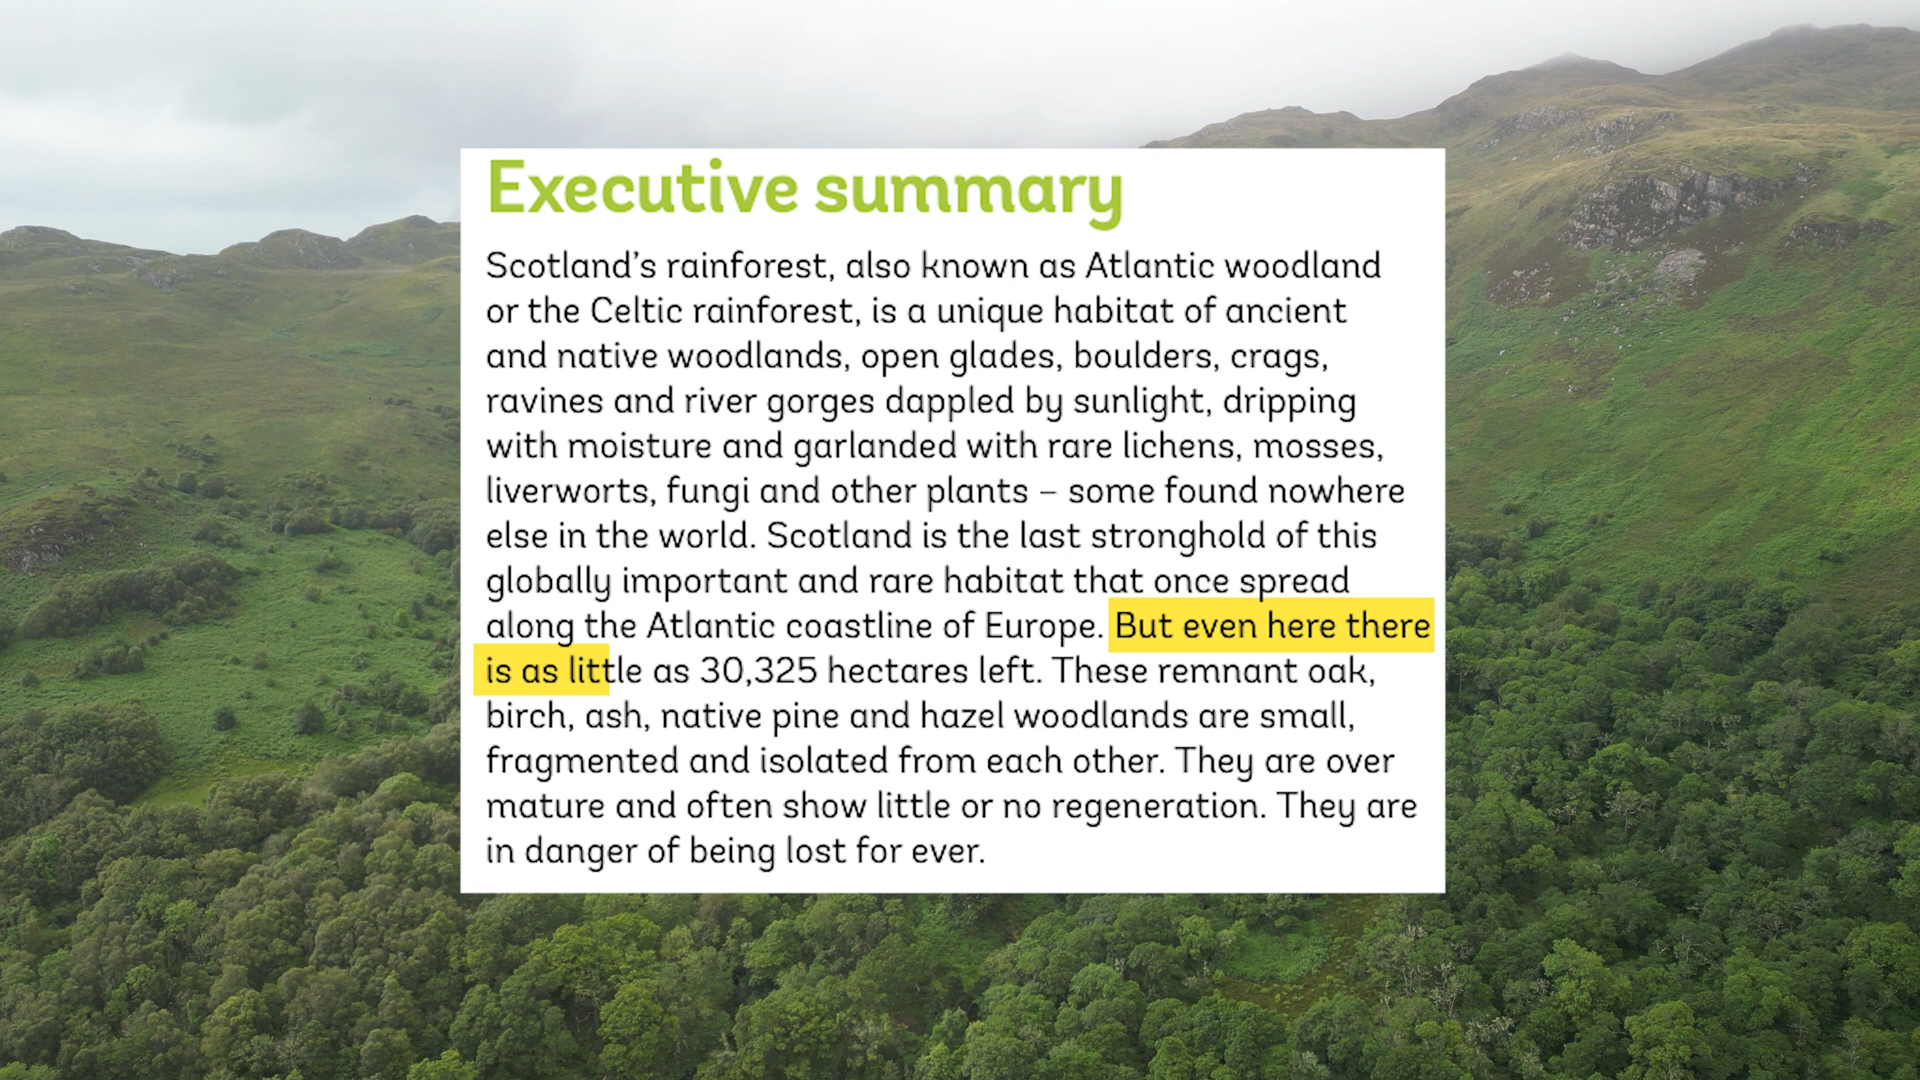 Executive summary
Scotland’s rainforest, also known as Atlantic woodland
or the Celtic rainforest, is a unique habitat of ancient
and native woodlands, open glades, boulders, crags,
ravines and river gorges dappled by sunlight, dripping
with moisture and garlanded with rare lichens, mosses,
liverworts, fungi and other plants – some found nowhere
else in the world. Scotland is the last stronghold of this
globally important and rare habitat that once spread
along the Atlantic coastline of Europe. But even here there
is as little as 30,325 hectares left. These remnant oak,
birch, ash, native pine and hazel woodlands are small,
fragmented and isolated from each other. They are over
mature and often show little or no regeneration. They are
in danger of being lost for ever.